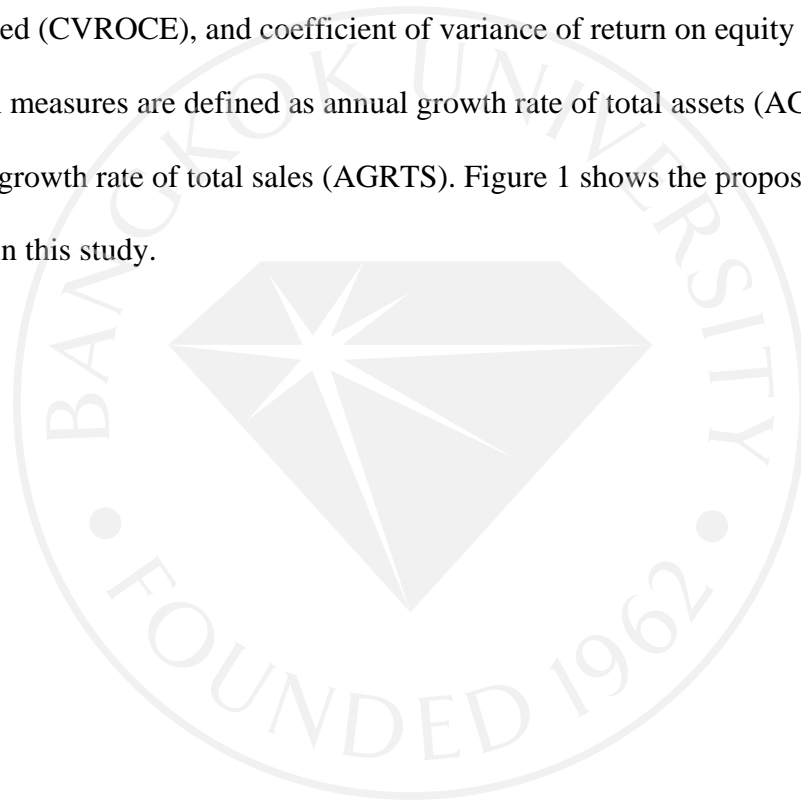 ed (CVROCE), and coefficient of variance of return on equity
measures are defined as annual growth rate of total assets (AG
growth rate of total sales (AGRTS). Figure 1 shows the propos
n this study.
BANGKOK UNIVERSITY
• FOUNDED 1962 •